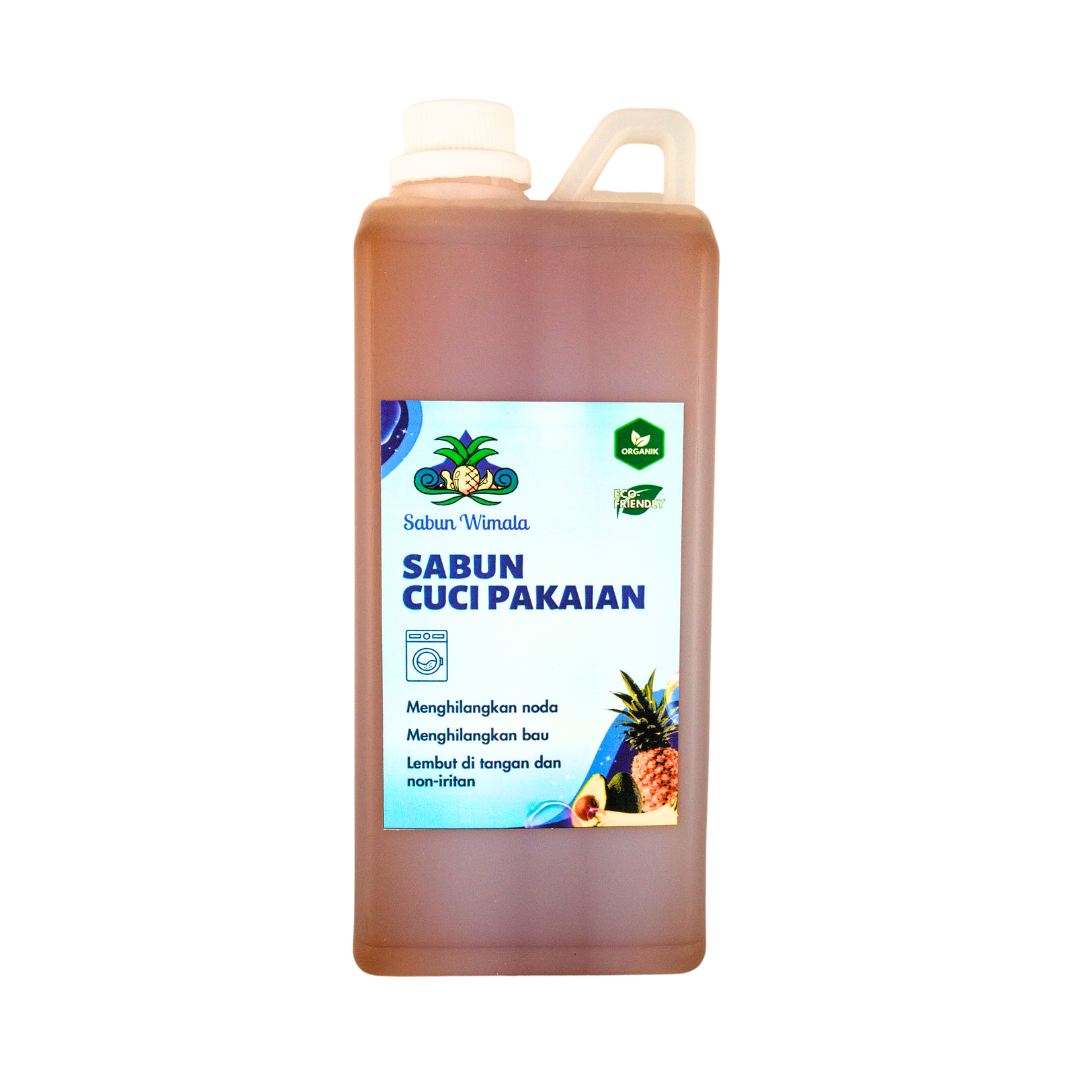 ORGANIK
ECO-
FRIENDLY
Sabun Wimala
SABUN
CUCI PAKAIAN
Menghilangkan noda
Menghilangkan bau
Lembut di tangan dan
non-iritan